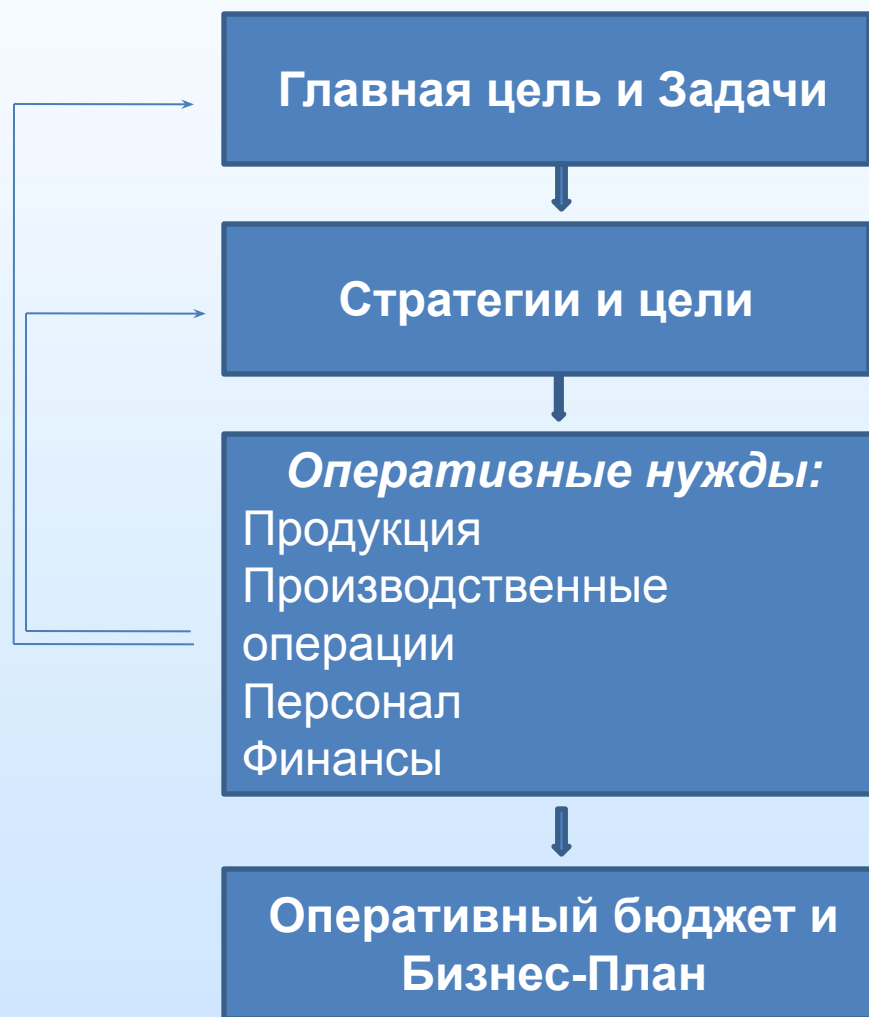 Главная цель и Задачи
Стратегии и цели
Оперативные нужды:
Продукция
Производственные
операции
Персонал
Финансы
Оперативный бюджет и
Бизнес-План